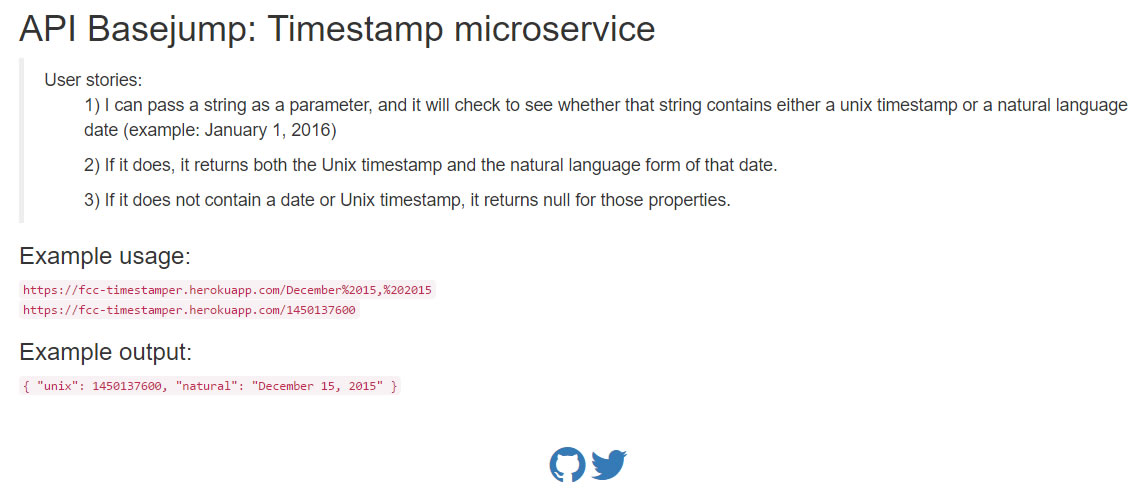 API Basejump: Timestamp microservice
User stories:
1) I can pass a string as a parameter, and it will check to see whether that string contains either a unix timestamp or a natural language
date (example: January 1, 2016)
2) If it does, it returns both the Unix timestamp and the natural language form of that date.
3) If it does not contain a date or Unix timestamp, it returns null for those properties.
Example usage:
https://fcc-timestamper.herokuapp.com/December%2015,%202015
https://fcc-timestamper.herokuapp.com/1450137600
Example output:
{ "unix": 1450137600, "natural": "December 15, 2015" }